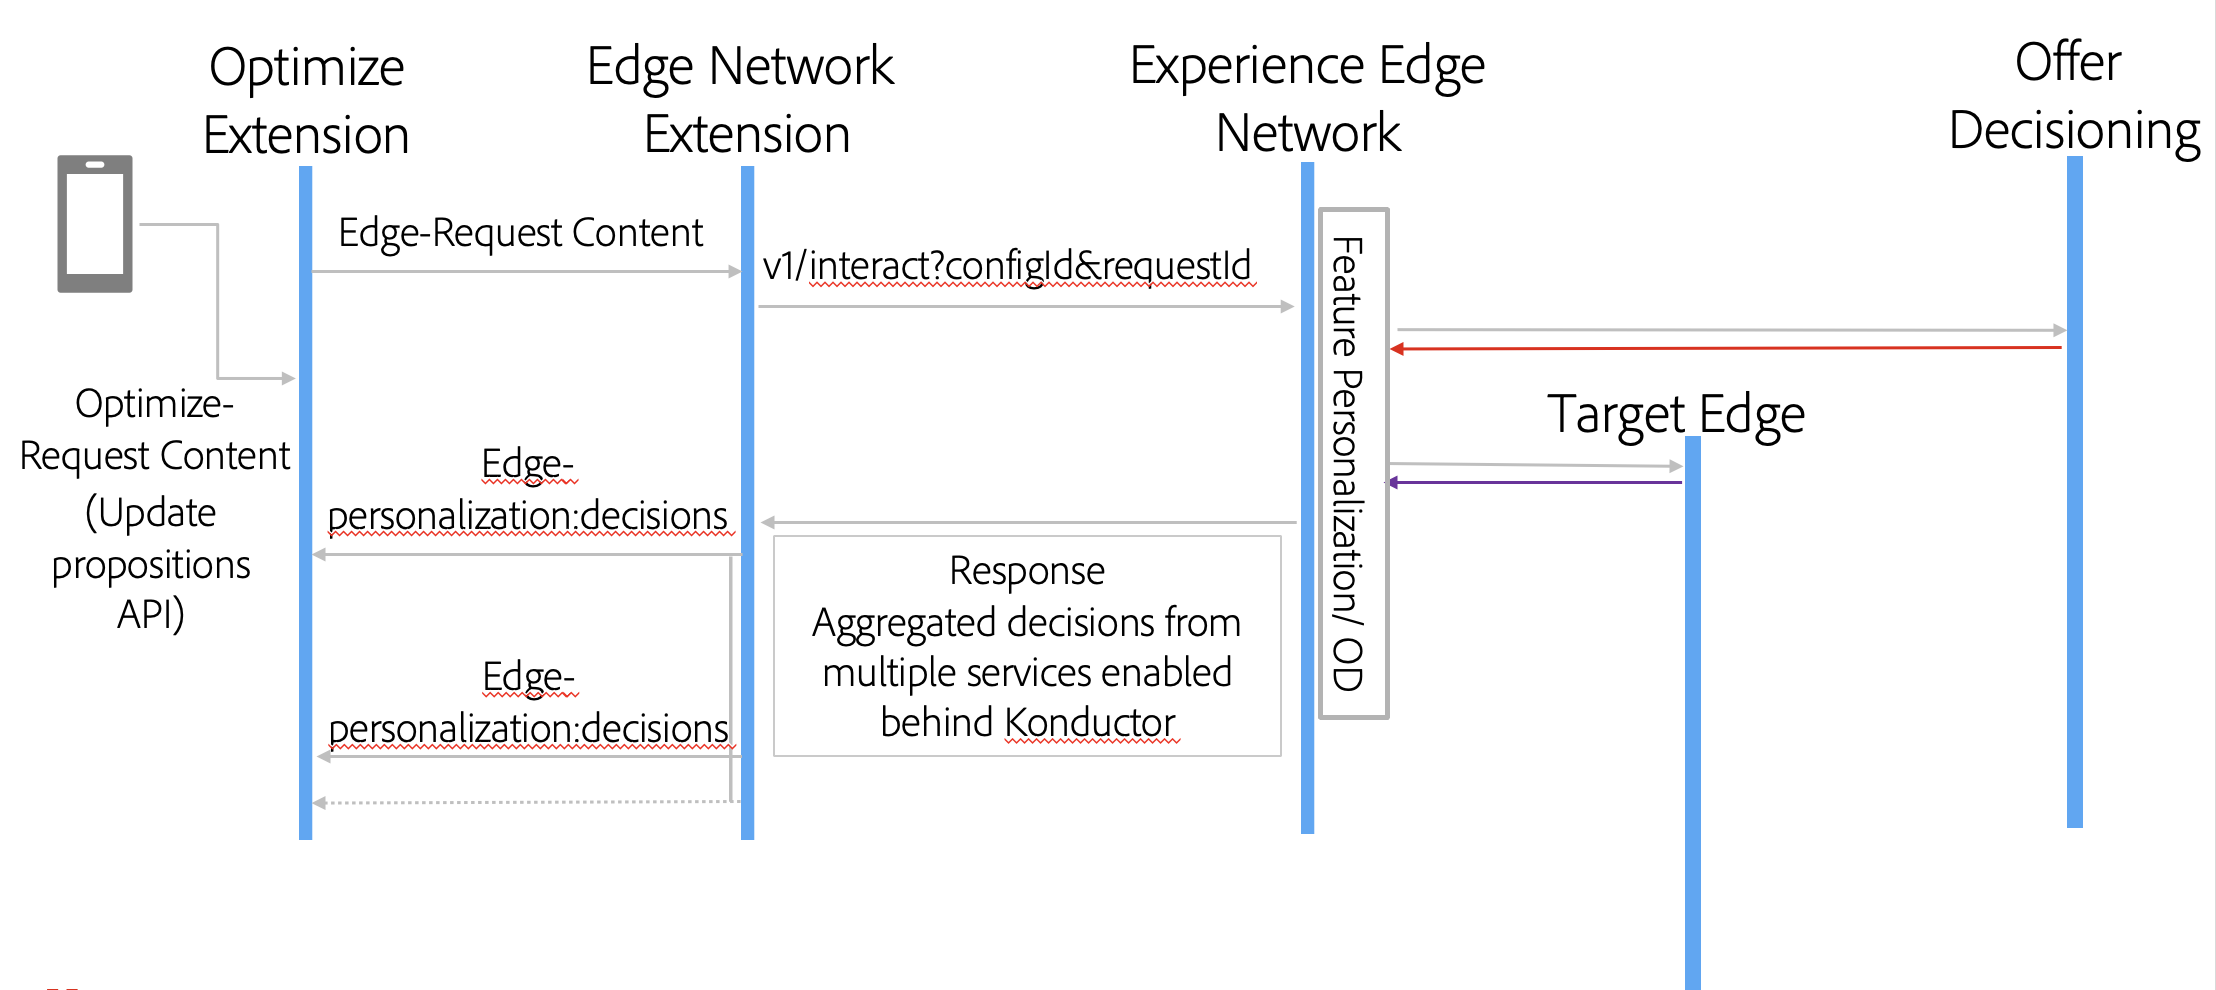 Optimize
Extension
Edge Network
Extension
Experience Edge
Network
Offer
Decisioning
Edge-Request Content
v1/interact?configId&requestId
Feature Personalization/ OD
Target Edge
Optimize-
Request Content
(Update
propositions
API)
Edge-
personalization:decisions
Response
Aggregated decisions from
multiple services enabled
behind Konductor
Edge-
personalization:decisions